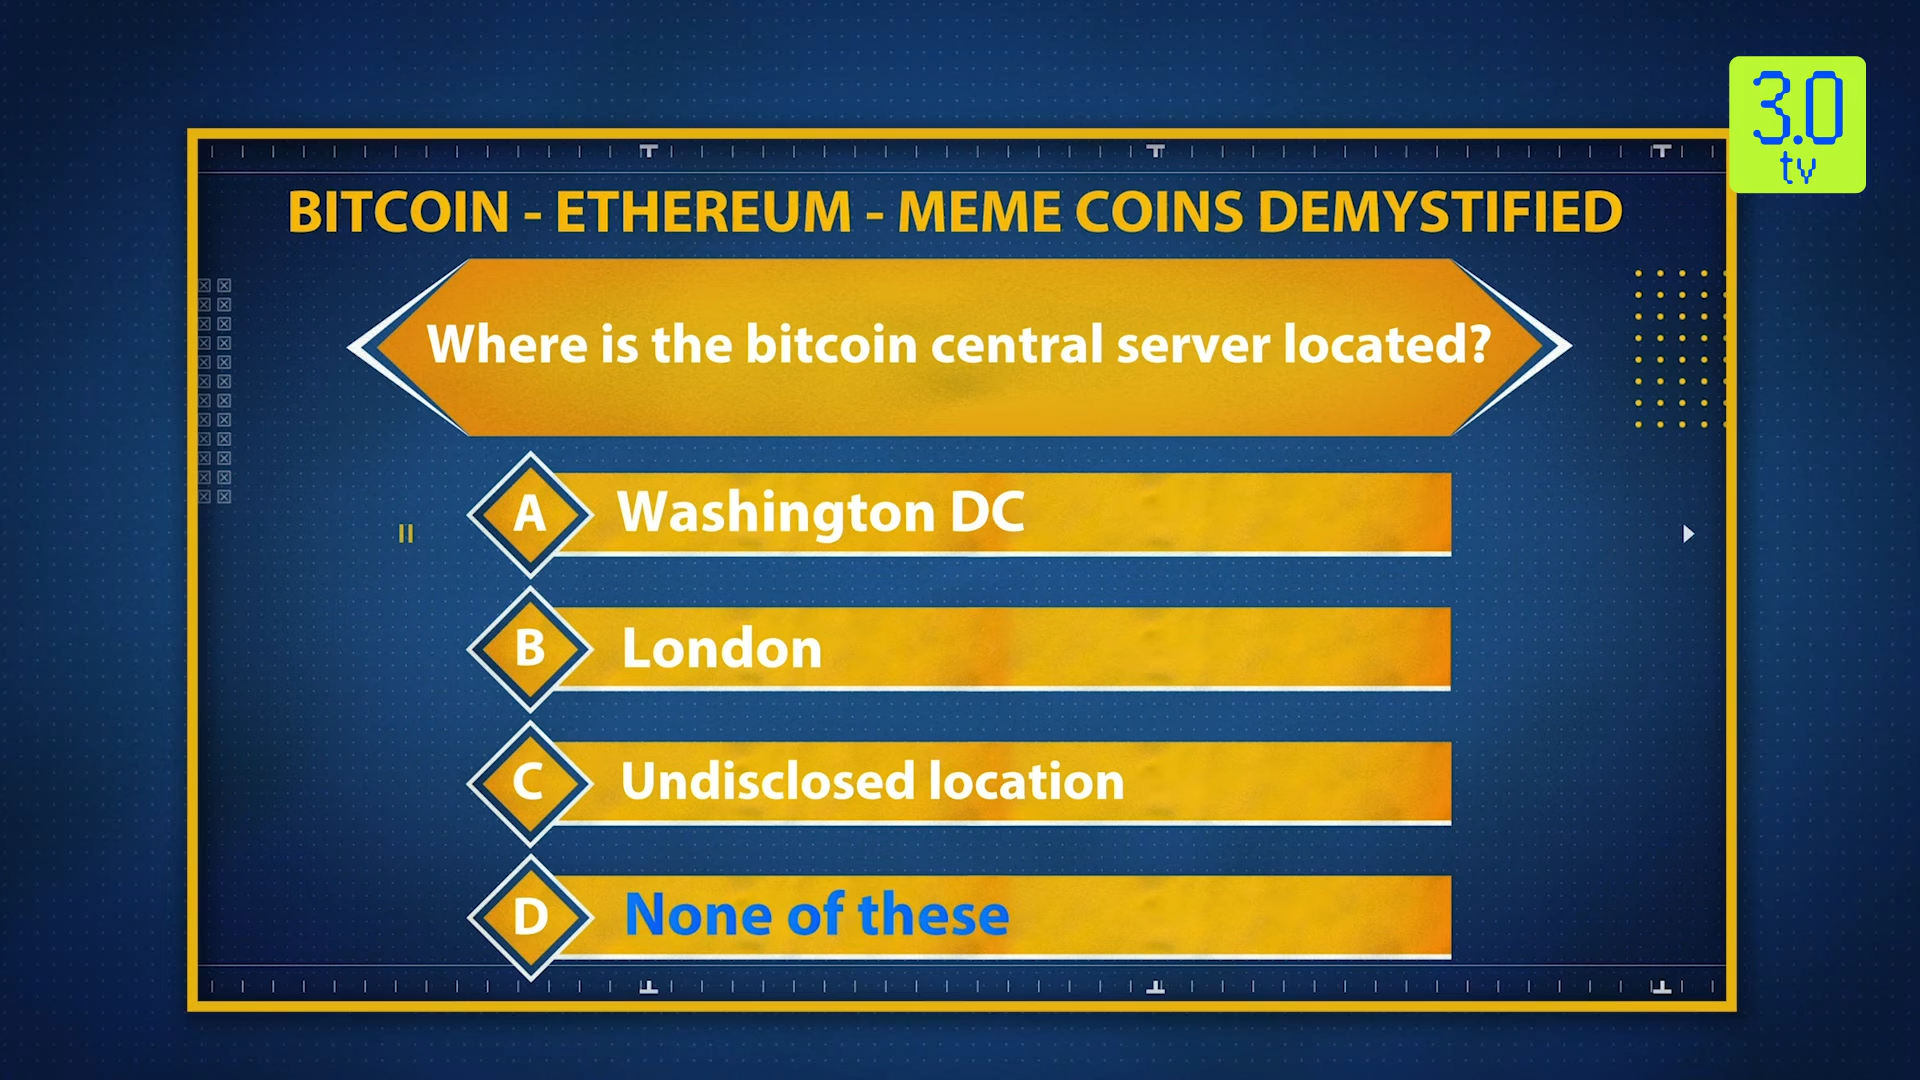 3.0
tv
BITCOIN - ETHEREUM - MEME COINS DEMYSTIFIED
Where is the bitcoin central server located?
A Washington DC
B London
C Undisclosed location
D None of these